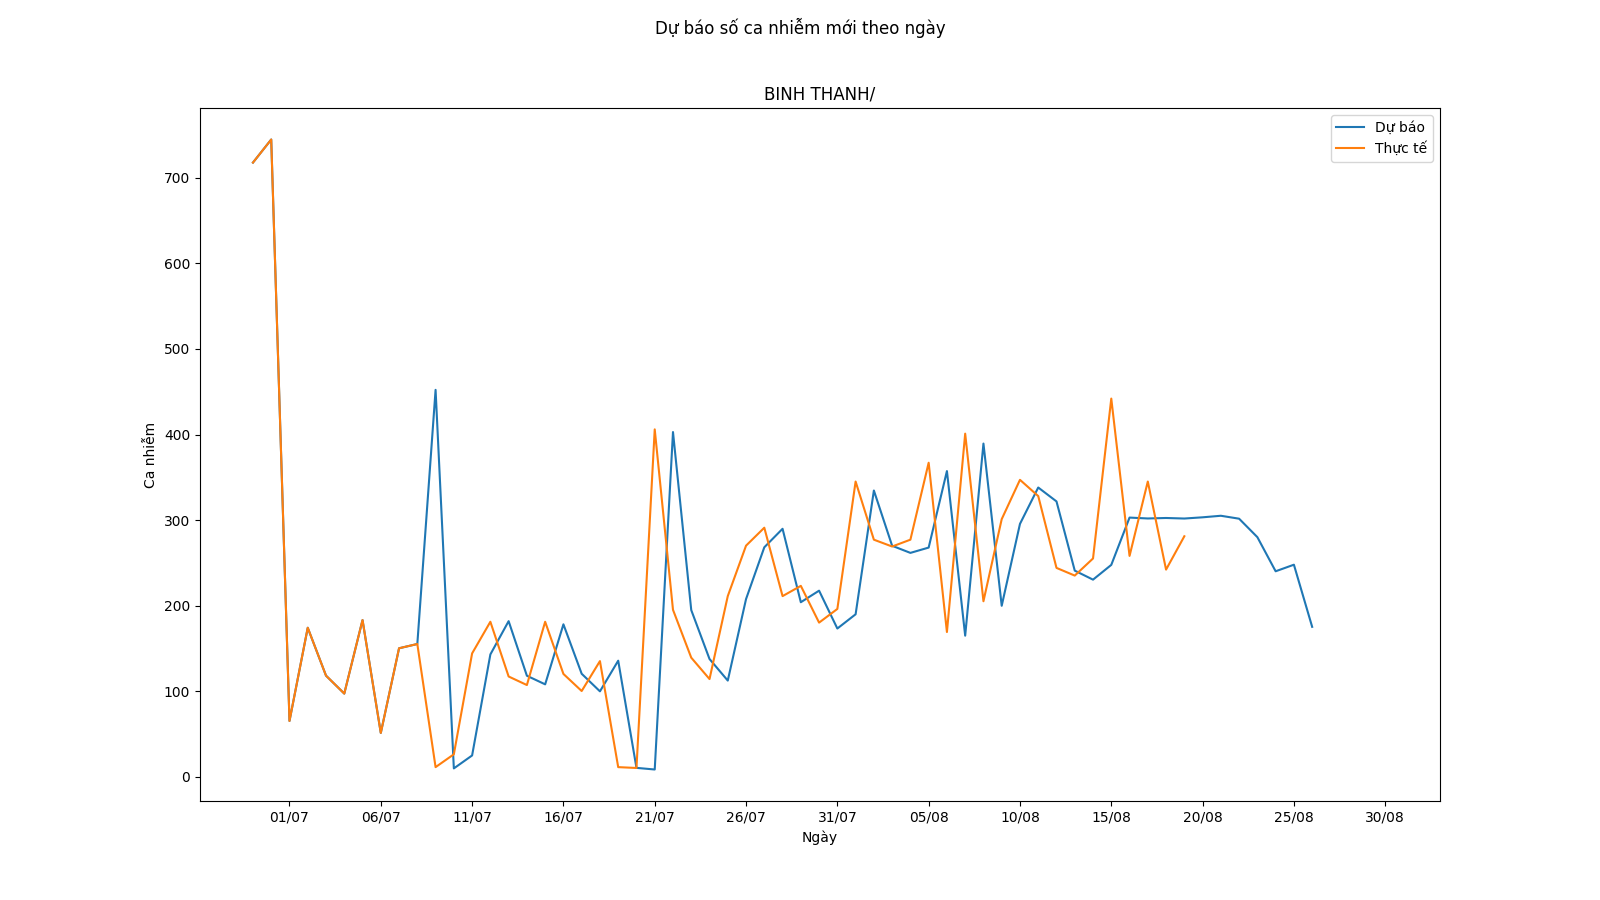 Dự báo số ca nhiễm mới theo ngày
BINH THANH/
Dự báo
Thực tế
Ca nhiễm
700
600
500
400
300
200
100
0
01/07 06/07 11/07 16/07 21/07 26/07 31/07 05/08 10/08 15/08 20/08 25/08 30/08
Ngày